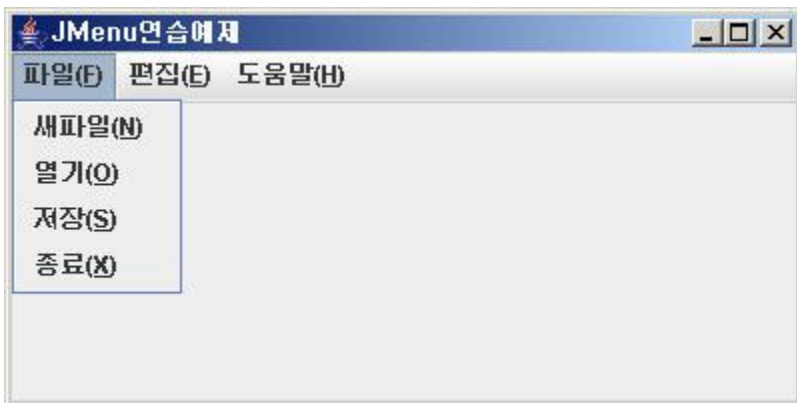 JMenu연습예제
파일(F) 편집(E) 도움말(H)
새파일(N)
열기(O)
저장(S)
종료(X)